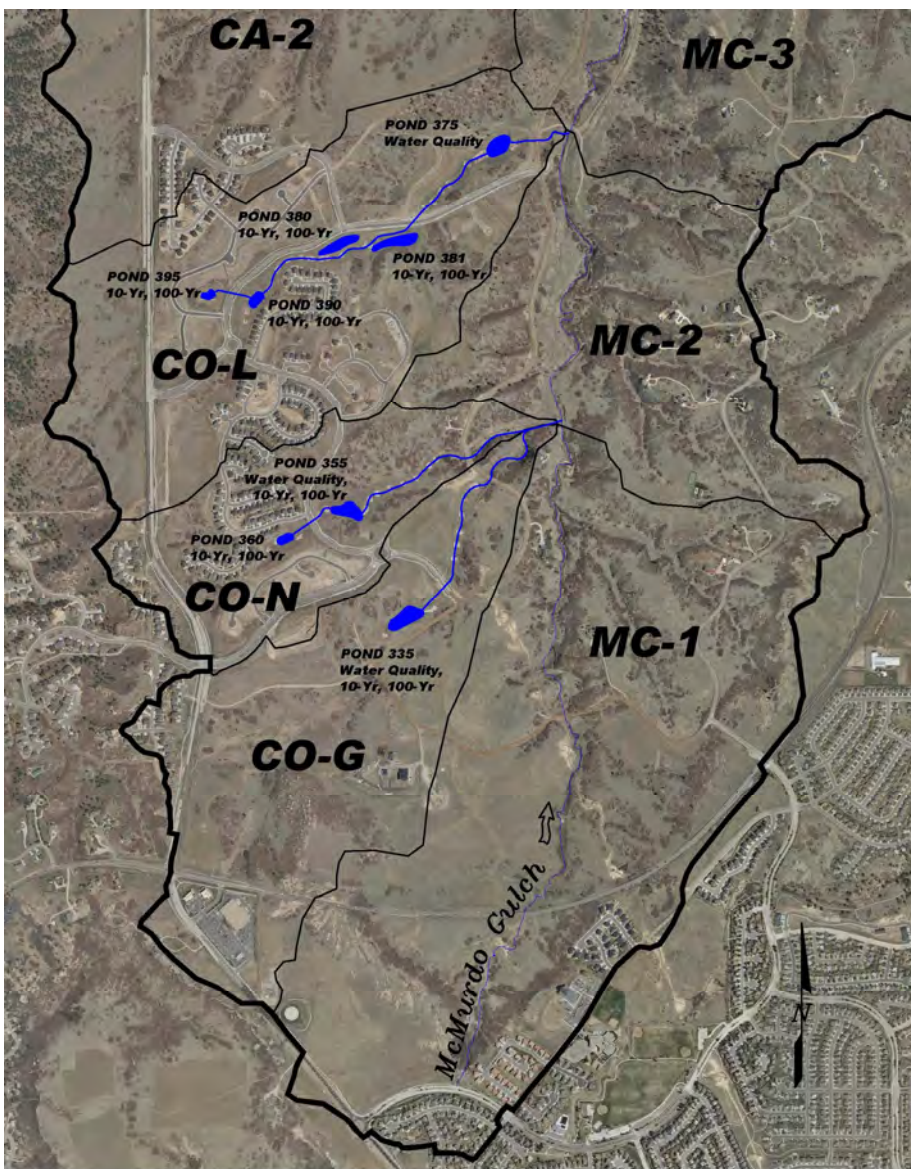 CA-2
MC-3
POND 375
Water Quality
POND 380
10-Yr, 100-Yr
POND 381
10-Yr, 100-Yr
POND 395
10-Yr, 100-Yr
POND 390
10-Yr, 100-Yr
MC-2
CO-L
POND 355
Water Quality,
10-Yr, 100-Yr
POND 360
10-Yr, 100-Yr
CO-N
MC-1
POND 335
Water Quality,
10-Yr, 100-Yr
CO-G
McMurdo Gulch
N